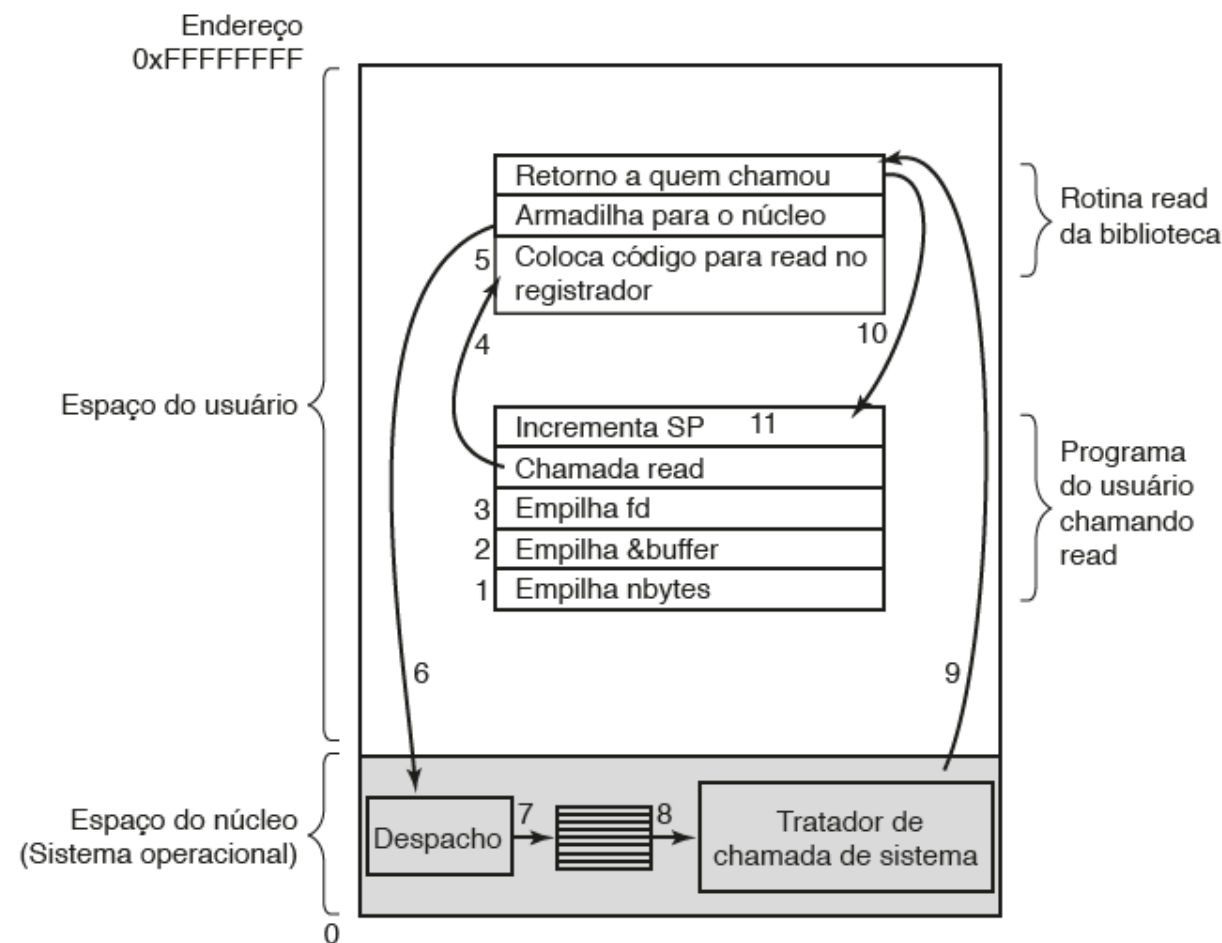 Endereço
0xFFFFFFFF
Retorno a quem chamou
Armadilha para o núcleo
5 Coloca código para read no
registrador
4
10
Rotina read
da biblioteca
Espaço do usuário
Incrementa SP 11
Chamada read
3 Empilha fd
2 Empilha &buffer
1 Empilha nbytes
Programa
do usuário
chamando
read
6
9
Espaço do núcleo
(Sistema operacional)
Despacho
7
8
Tratador de
chamada de sistema
0